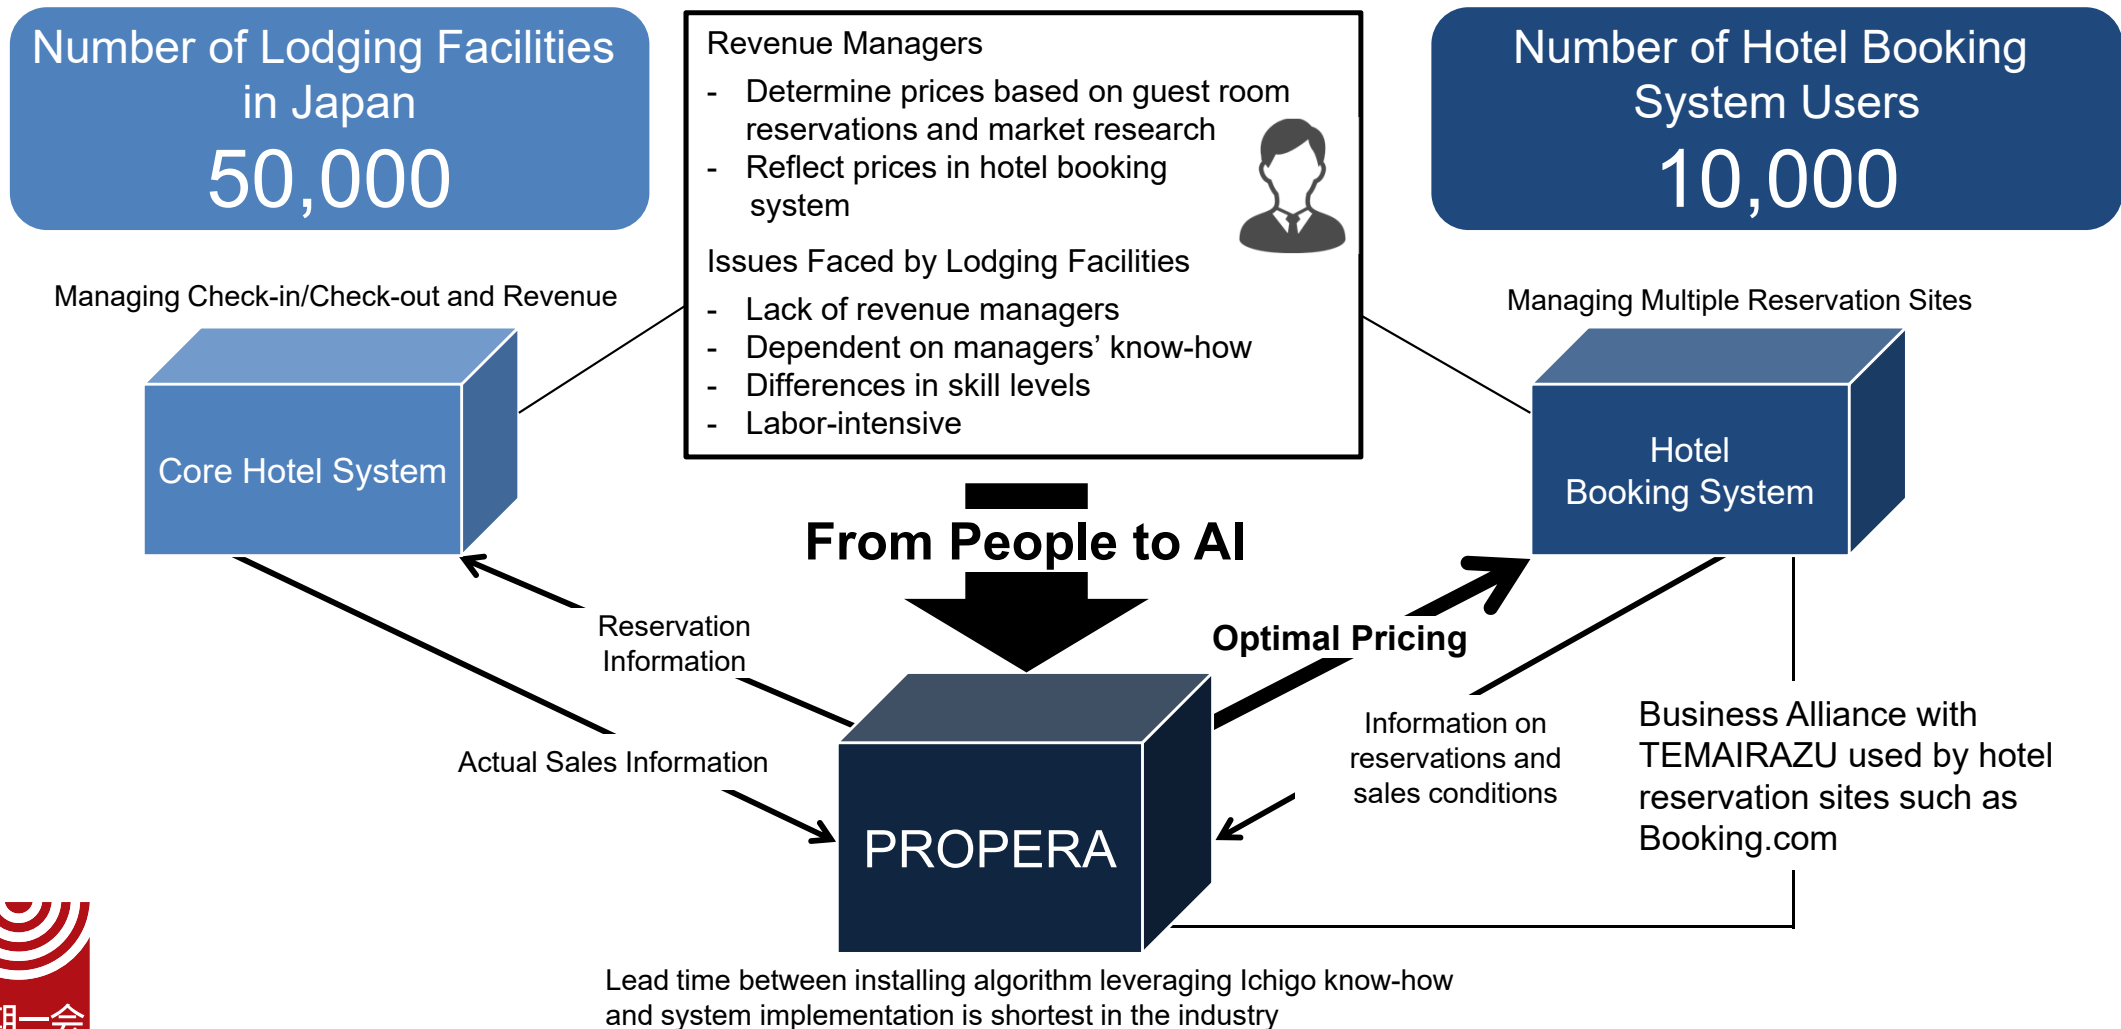 Number of Lodging Facilities
in Japan
50,000
Revenue Managers
- Determine prices based on guest room
reservations and market research
- Reflect prices in hotel booking
system
Issues Faced by Lodging Facilities
- Lack of revenue managers
- Dependent on managers’ know-how
- Differences in skill levels
- Labor-intensive
Number of Hotel Booking
System Users
10,000
Managing Check-in/Check-out and Revenue
Core Hotel System
Managing Multiple Reservation Sites
Hotel
Booking System
From People to AI
Reservation
Information
Actual Sales Information
Optimal Pricing
Information on
reservations and
sales conditions
Business Alliance with
TEMAIRAZU used by hotel
reservation sites such as
Booking.com
PROPERA
Lead time between installing algorithm leveraging Ichigo know-how
and system implementation is shortest in the industry
期一会